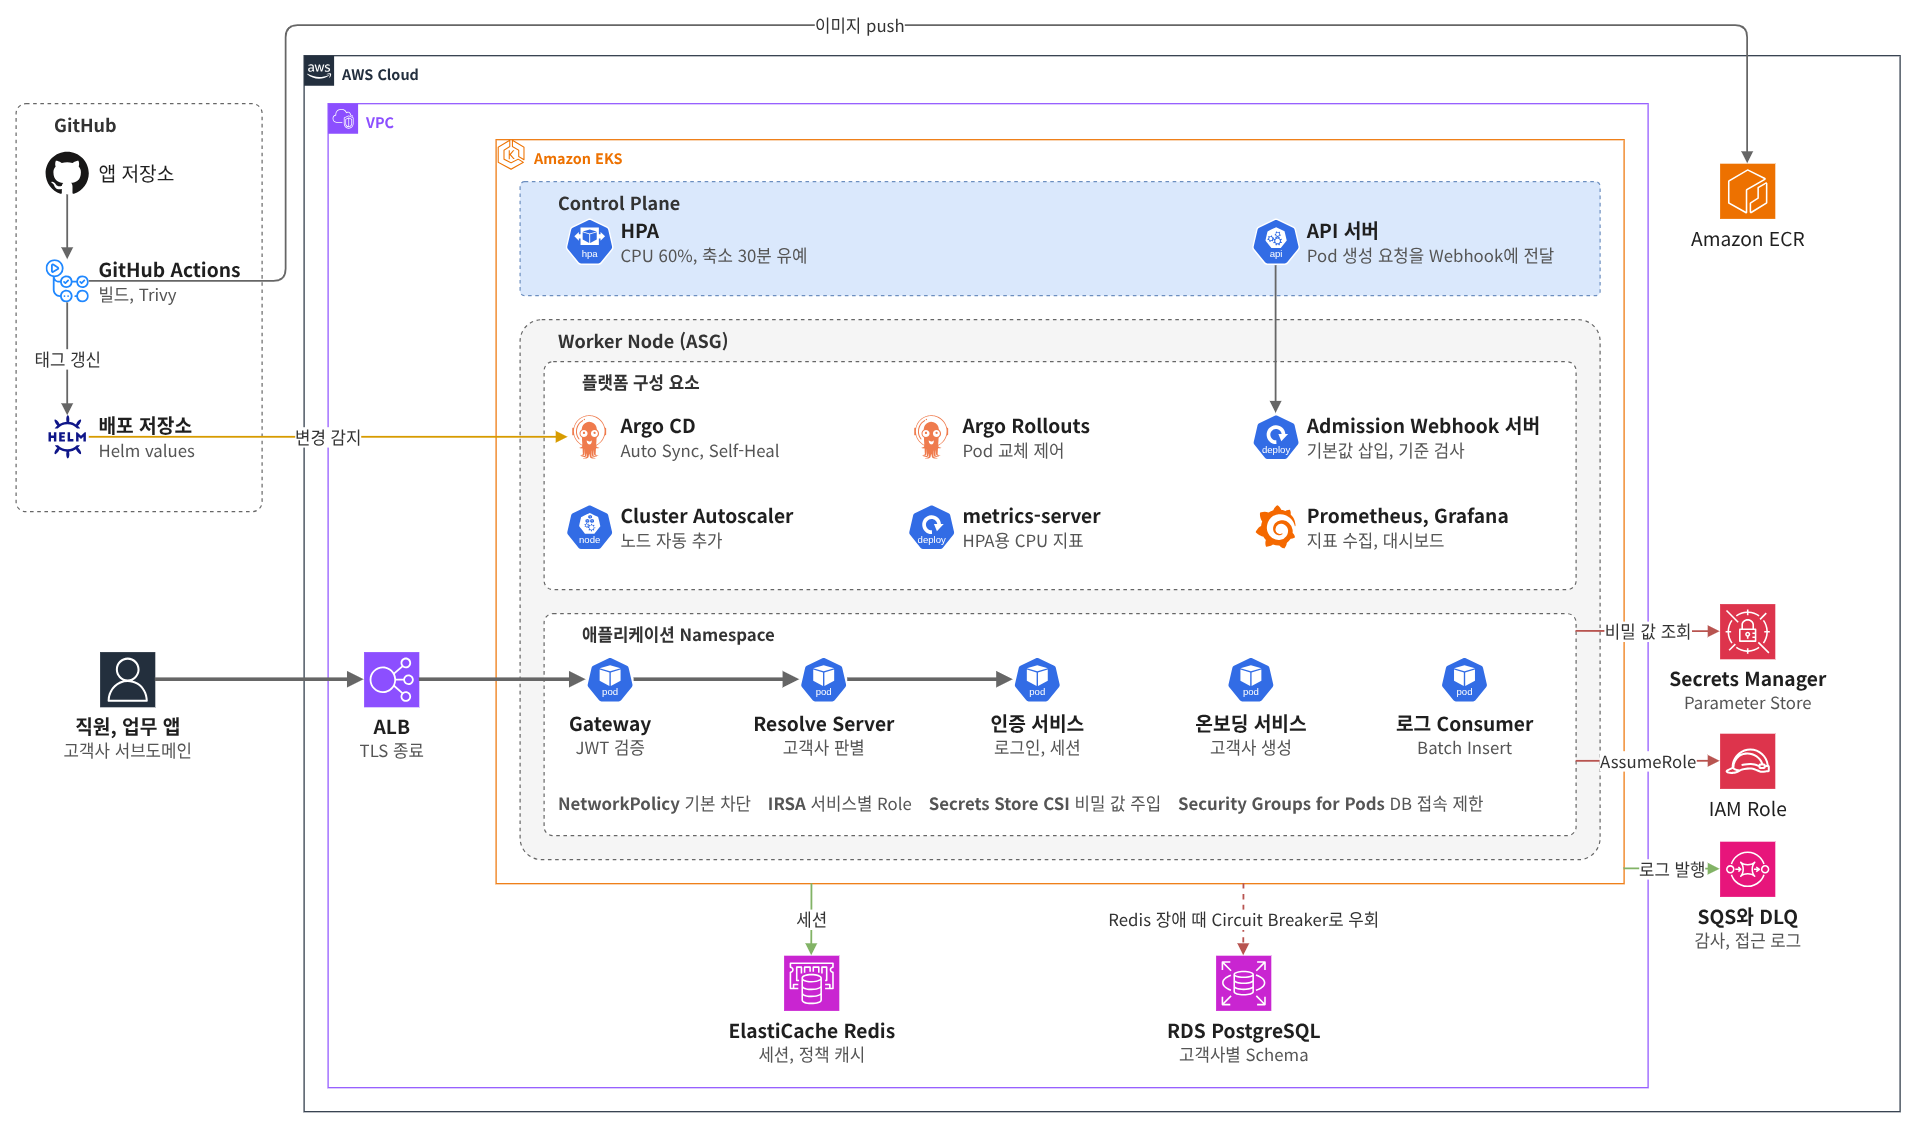 이미지 push
aws
AWS Cloud
GitHub
앱 저장소
GitHub Actions
빌드, Trivy
태그 갱신
HELM
배포 저장소
Helm values
변경 감지
VPC
Amazon EKS
Control Plane
hpa
HPA
CPU 60%, 축소 30분 유예
api
API 서버
Pod 생성 요청을 Webhook에 전달
Amazon ECR
Worker Node (ASG)
플랫폼 구성 요소
Argo CD
Auto Sync, Self-Heal
Argo Rollouts
Pod 교체 제어
deploy
Admission Webhook 서버
기본값 삽입, 기준 검사
node
Cluster Autoscaler
노드 자동 추가
deploy
metrics-server
HPA용 CPU 지표
Prometheus, Grafana
지표 수집, 대시보드
애플리케이션 Namespace
직원, 업무 앱
고객사 서브도메인
ALB
TLS 종료
pod
Gateway
JWT 검증
pod
Resolve Server
고객사 판별
pod
인증 서비스
로그인, 세션
pod
온보딩 서비스
고객사 생성
pod
로그 Consumer
Batch Insert
NetworkPolicy 기본 차단 IRSA 서비스별 Role Secrets Store CSI 비밀 값 주입 Security Groups for Pods DB 접속 제한
비밀 값 조회
Secrets Manager
Parameter Store
AssumeRole
IAM Role
로그 발행
SQS와 DLQ
감사, 접근 로그
세션
ElastiCache Redis
세션, 정책 캐시
Redis 장애 때 Circuit Breaker로 우회
RDS PostgreSQL
고객사별 Schema